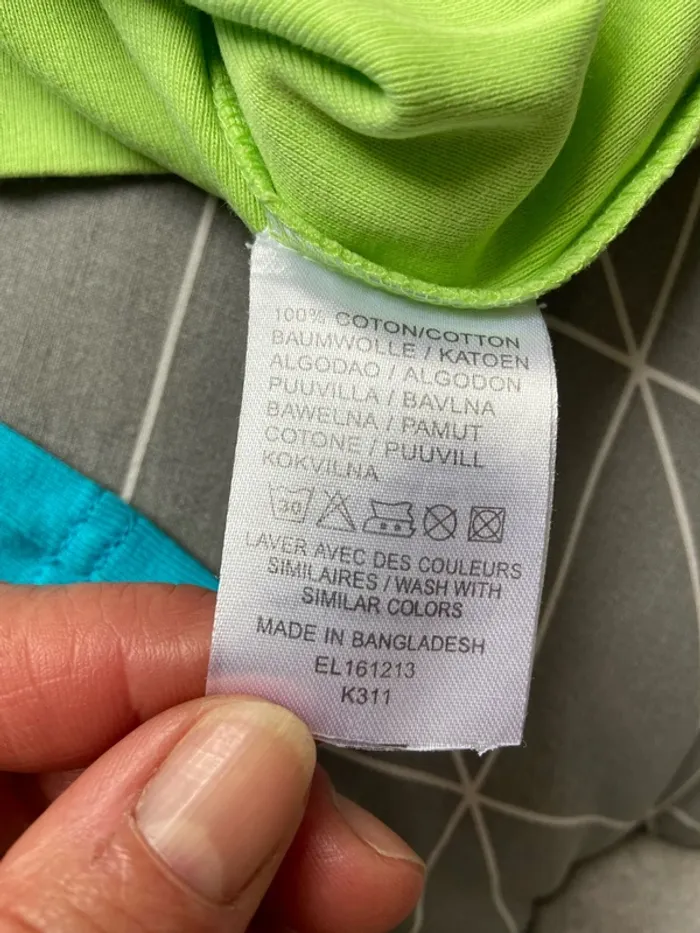 100% COTON/COTTON
BAUMWOLLE / KATOEN
ALGODAO / ALGODON
PUUVILLA / BAVLNA
BAWELNA / PAMUT
COTONE / PUUVILL
KOKVILNA
30
LAVER AVEC DES COULEURS
SIMILAIRES / WASH WITH
SIMILAR COLORS
MADE IN BANGLADESH
EL161213
K311